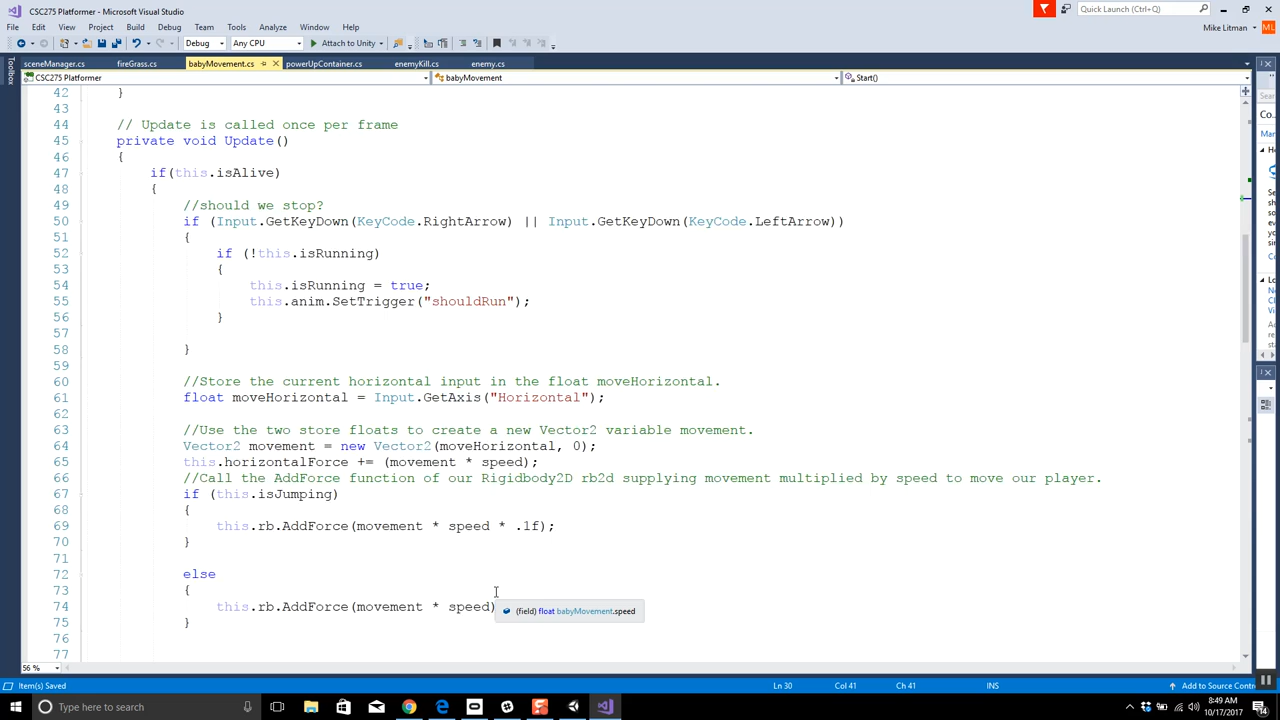 CSC275 Platformer - Microsoft Visual Studio
Quick Launch (Ctrl+Q)
File Edit View Project Build Debug Team Tools Analyze Window Help
Mike Litman
ML
Debug Any CPU Attach to Unity
Toolbox
sceneManager.cs fireGrass.cs babyMovement.cs powerUpContainer.cs enemyKill.cs enemy.cs
CSC275 Platformer babyMovement Start()
42 }
43
44 // Update is called once per frame
45 private void Update()
46 {
47 if(this.isAlive)
48 {
49 //should we stop?
50 if (Input.GetKeyDown(KeyCode.RightArrow) || Input.GetKeyDown(KeyCode.LeftArrow))
51 {
52 if (!this.isRunning)
53 {
54 this.isRunning = true;
55 this.anim.SetTrigger("shouldRun");
56 }
57
58 }
59
60 //Store the current horizontal input in the float moveHorizontal.
61 float moveHorizontal = Input.GetAxis("Horizontal");
62
63 //Use the two store floats to create a new Vector2 variable movement.
64 Vector2 movement = new Vector2(moveHorizontal, 0);
65 this.horizontalForce += (movement * speed);
66 //Call the AddForce function of our Rigidbody2D rb2d supplying movement multiplied by speed to move our player.
67 if (this.isJumping)
68 {
69 this.rb.AddForce(movement * speed * .1f);
70 }
71
72 else
73 {
74 this.rb.AddForce(movement * speed)
(field) float babyMovement.speed
75 }
76
77
56 %
Item(s) Saved Ln 30 Col 41 Ch 41 INS Add to Source Contr
Type here to search
8:49 AM
10/17/2017
14